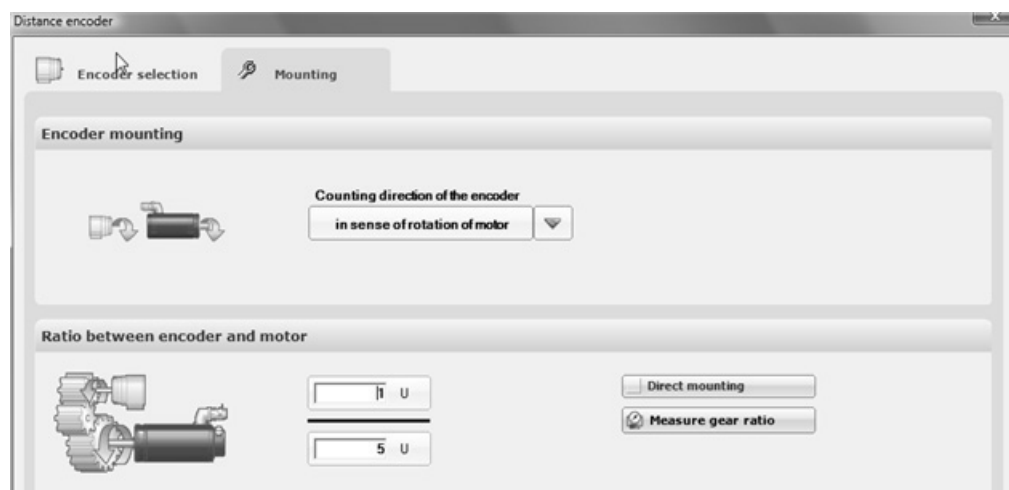 Distance encoder
x
Encoder selection
Mounting
Encoder mounting
Counting direction of the encoder
in sense of rotation of motor
Ratio between encoder and motor
1 U
5 U
Direct mounting
Measure gear ratio